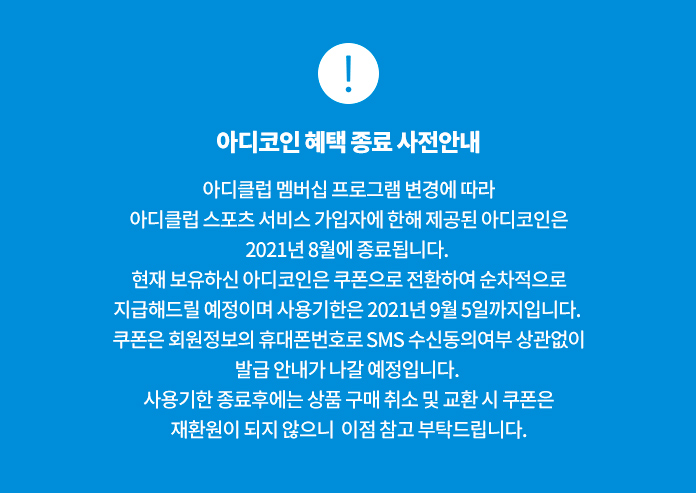 !
아디코인 혜택 종료 사전안내
아디클럽 멤버십 프로그램 변경에 따라
아디클럽 스포츠 서비스 가입자에 한해 제공된 아디코인은
2021년 8월에 종료됩니다.
현재 보유하신 아디코인은 쿠폰으로 전환하여 순차적으로
지급해드릴 예정이며 사용기한은 2021년 9월 5일까지입니다.
쿠폰은 회원정보의 휴대폰번호로 SMS 수신동의여부 상관없이
발급 안내가 나갈 예정입니다.
사용기한 종료후에는 상품 구매 취소 및 교환 시 쿠폰은
재환원이 되지 않으니 이점 참고 부탁드립니다.